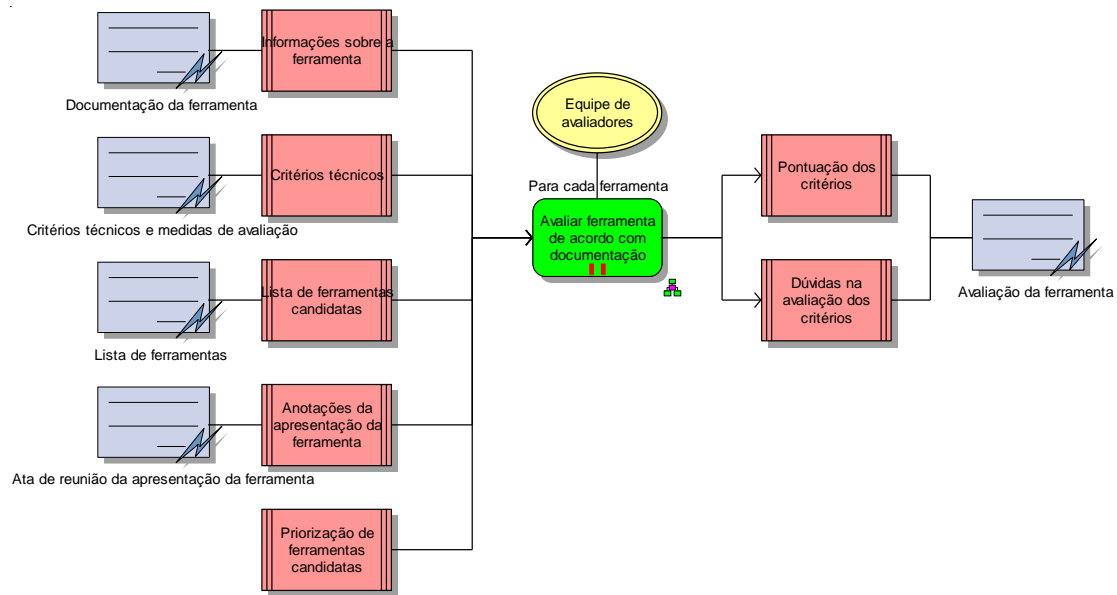 Informações sobre a
ferramenta
Documentação da ferramenta
Critérios técnicos
Critérios técnicos e medidas de avaliação
Lista de ferramentas
candidatas
Lista de ferramentas
Anotações da
apresentação da
ferramenta
Ata de reunião da apresentação da ferramenta
Priorização de
ferramentas
candidatas
Equipe de
avaliadores
Para cada ferramenta
Avaliar ferramenta
de acordo com
documentação
Pontuação dos
critérios
Dúvidas na
avaliação dos
critérios
Avaliação da ferramenta